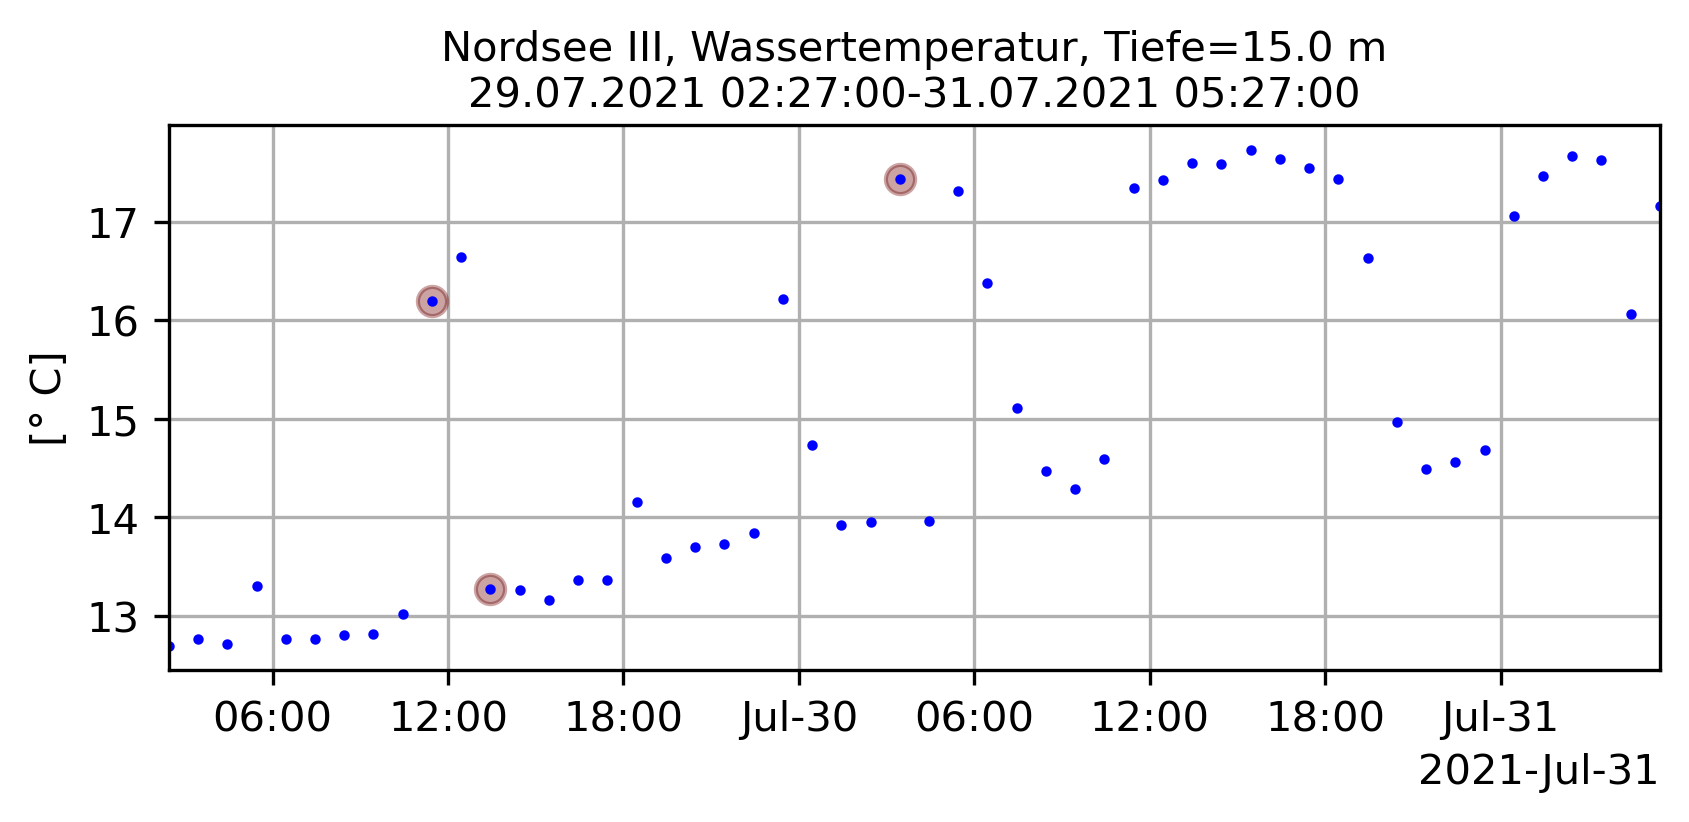 Nordsee III, Wassertemperatur, Tiefe=15.0 m
29.07.2021 02:27:00-31.07.2021 05:27:00
[° C]
17
16
15
14
13
06:00 12:00 18:00 Jul-30 06:00 12:00 18:00 Jul-31
2021-Jul-31